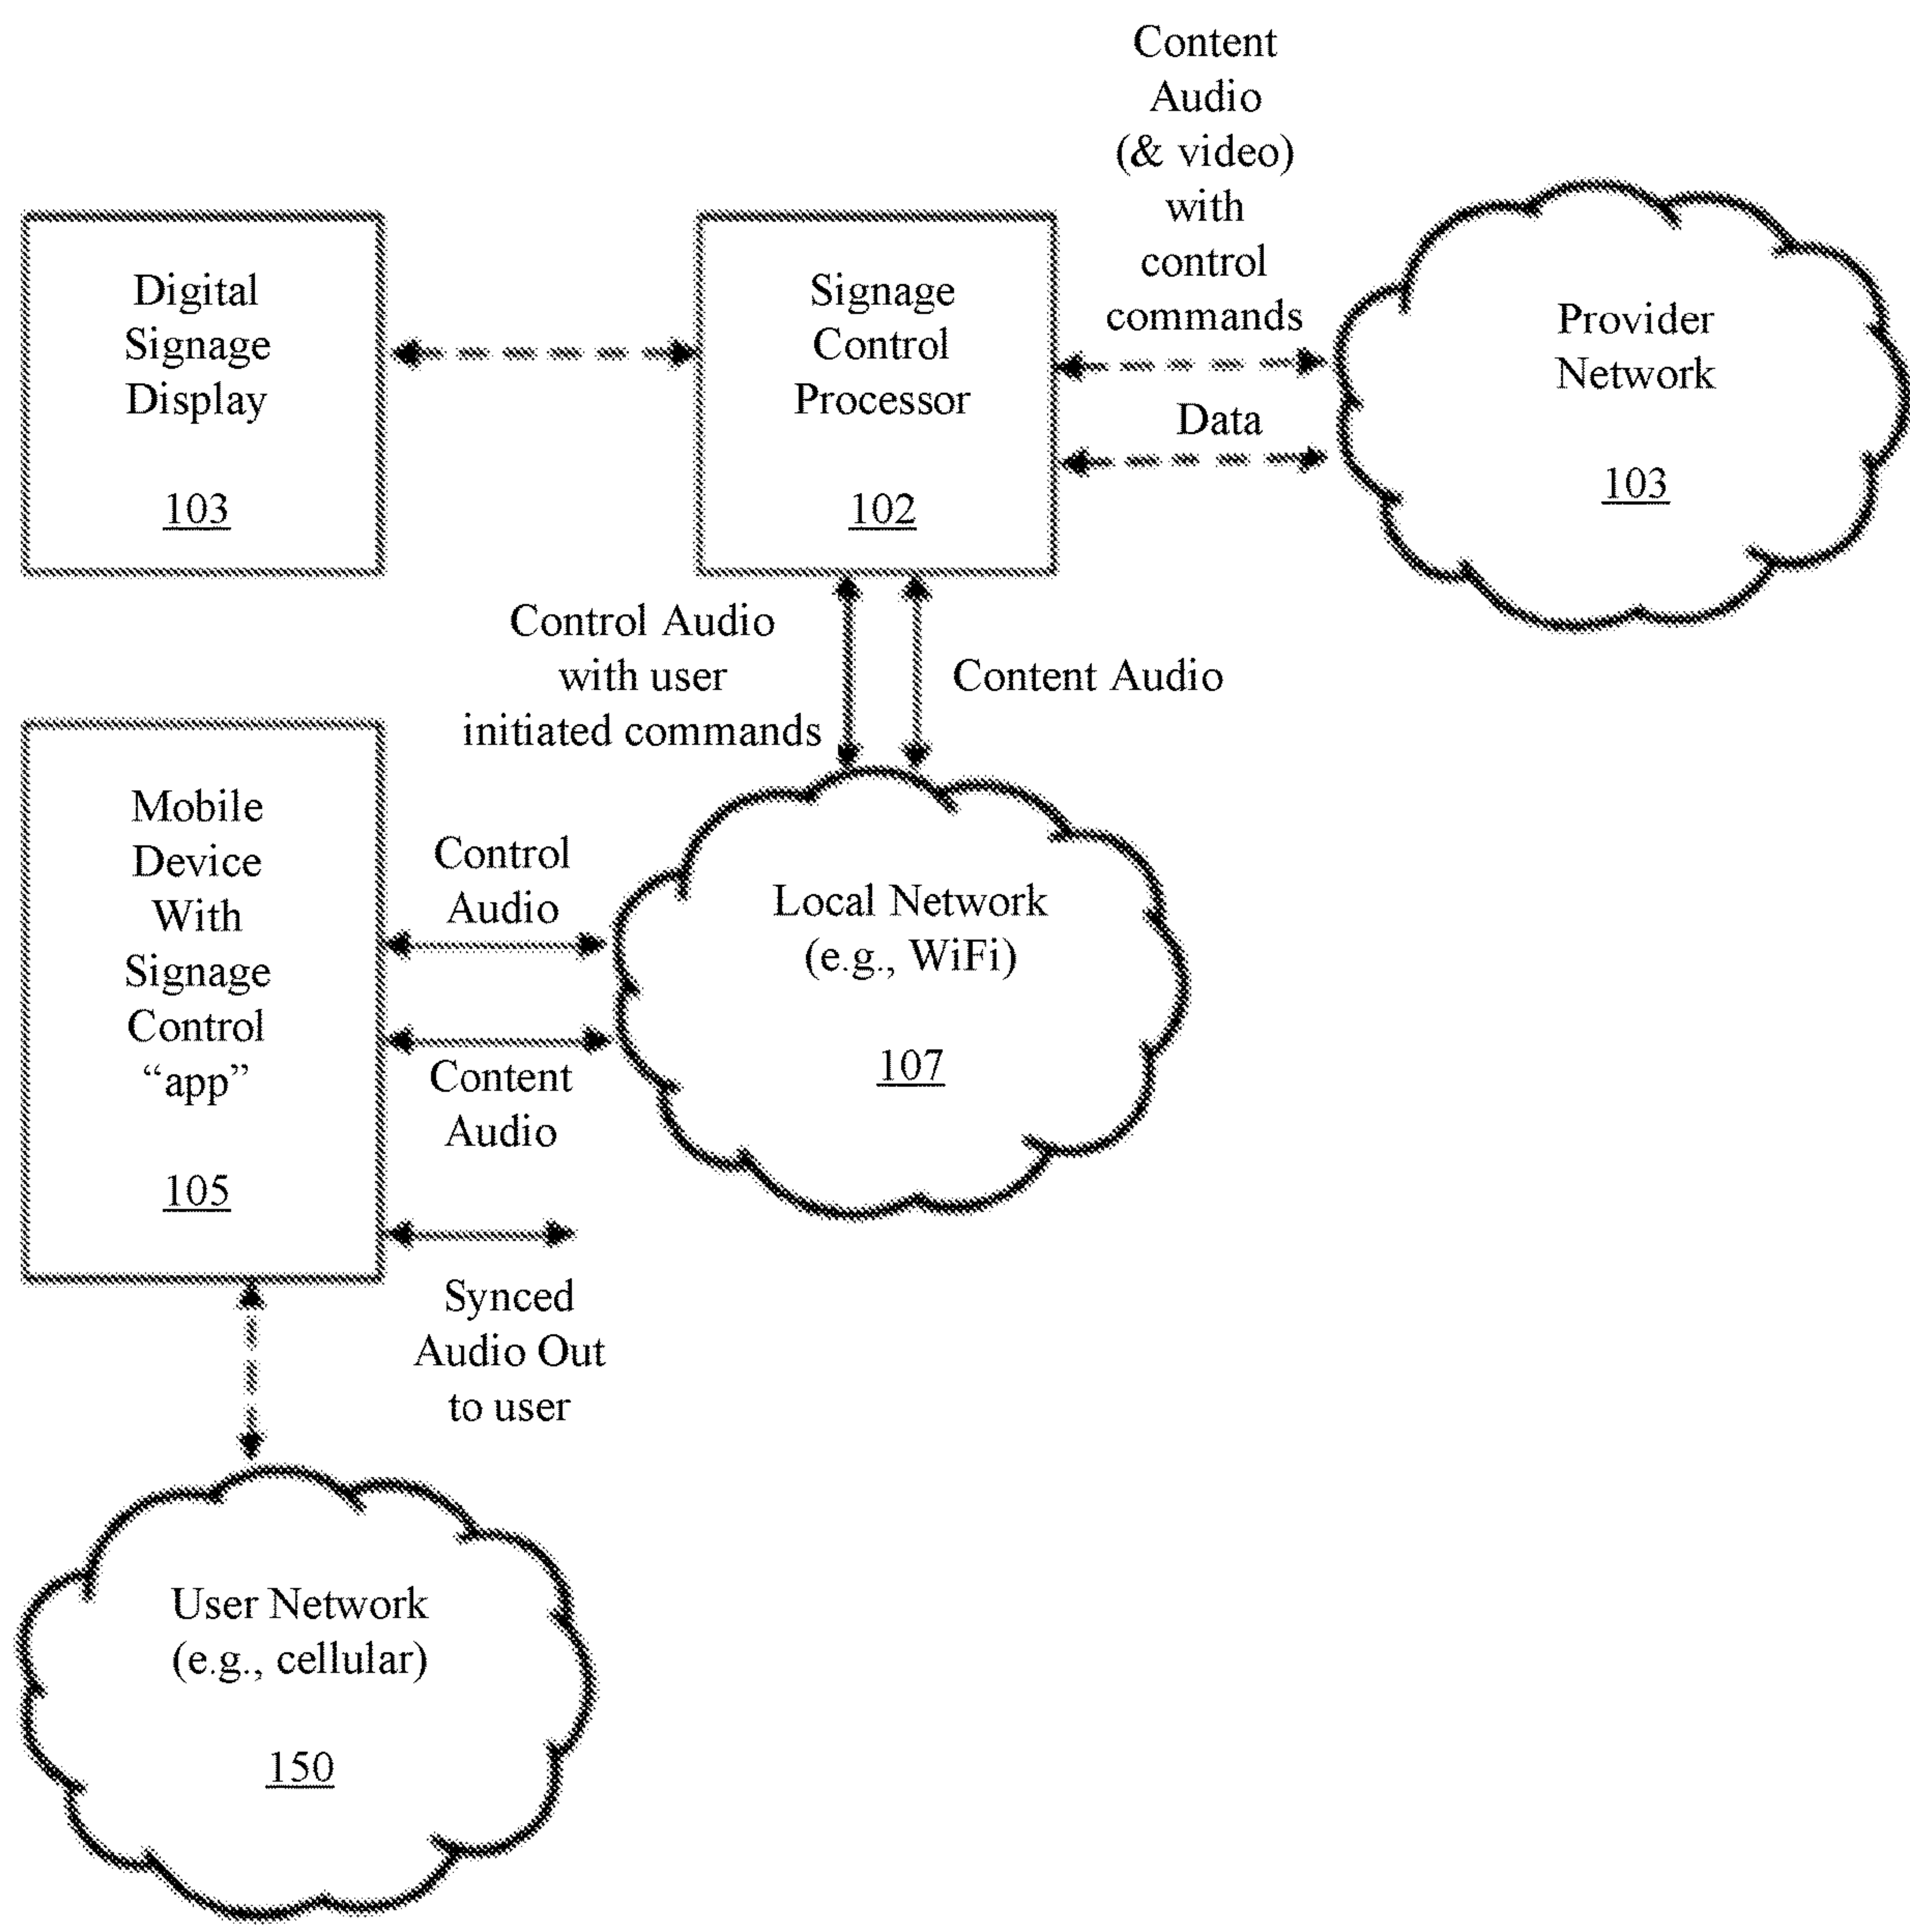 Content
Audio
(& video)
with
control
commands
Digital
Signage
Display
103
Signage
Control
Processor
102
Data
Provider
Network
103
Control Audio
with user
initiated commands
Content Audio
Mobile
Device
With
Signage
Control
“app”
105
Control
Audio
Content
Audio
Local Network
(e.g., WiFi)
107
Synced
Audio Out
to user
User Network
(e.g., cellular)
150